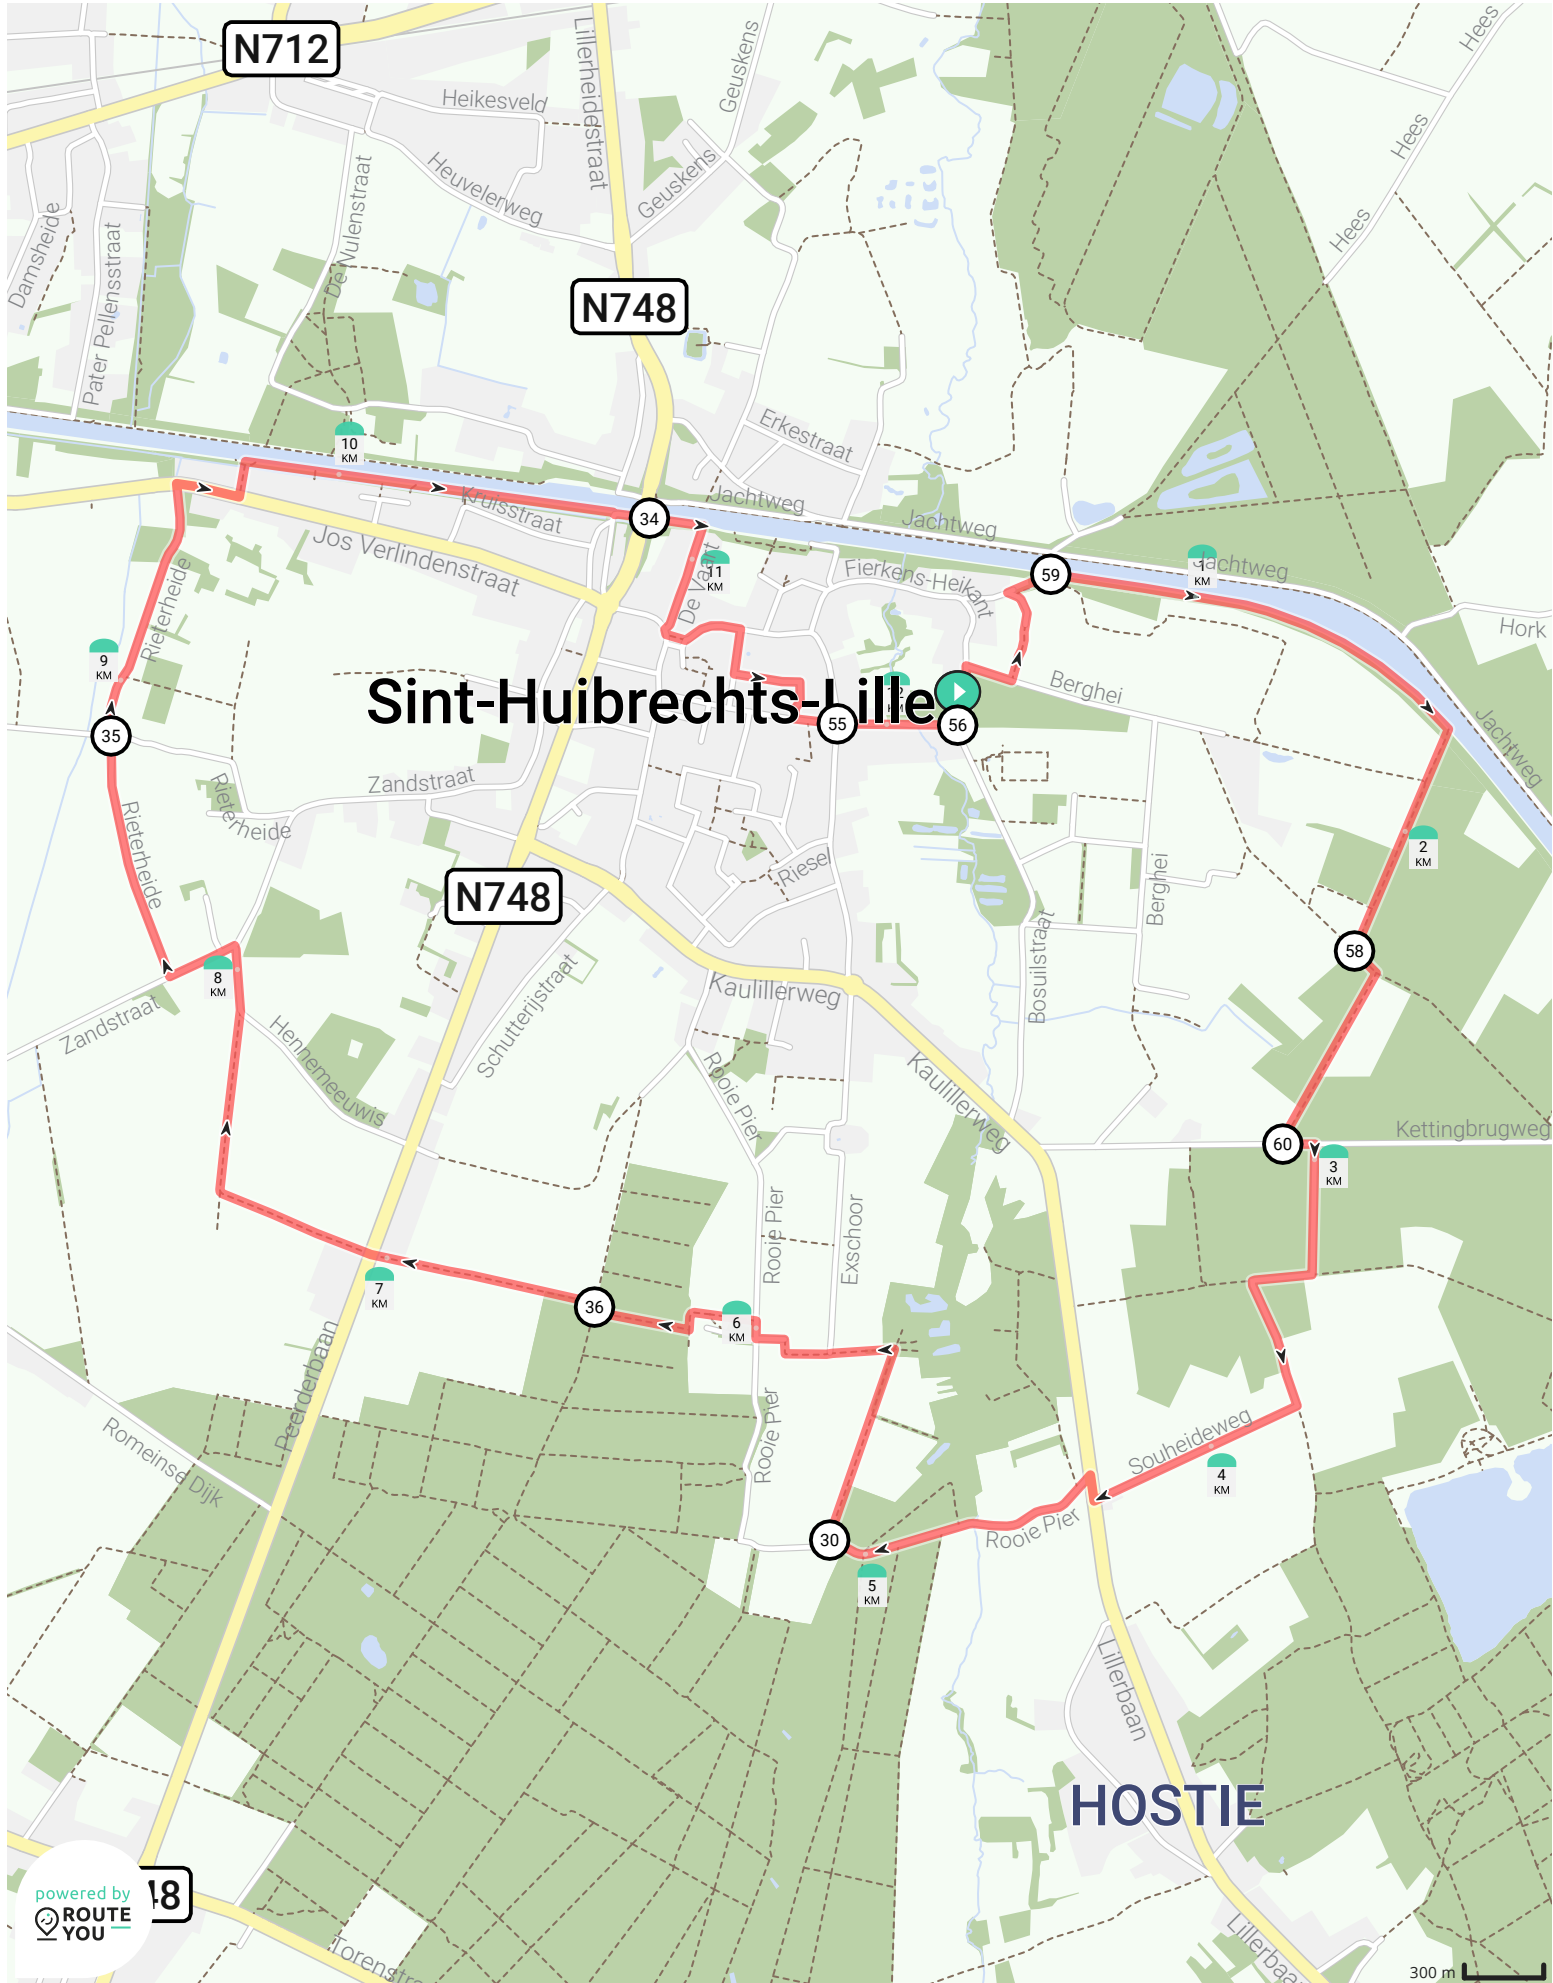 N712
Heikesveld
Lillerheidestraat
Geuskens
Hees
Heuvelerweg
Geuskens
Hees
Damsheide
Pater Pellensstraat
De Nulenstraat
Hees
N748
Erkestraat
10
KM
Kruisstraat
34
Jachtweg
Jachtweg
Jos Verlindenstraat
De Vaart
11
KM
Fierkens-Heikant
59
1
KM
Jachtweg
Hork
Rieterheide
9
KM
Sint-Huibrechts-Lille
12
KM
Berghei
35
55
56
Jachtweg
Zandstraat
Rieterheide
Rieterheide
2
KM
Riesel
Berghei
N748
58
8
KM
Zandstraat
Schutterijstraat
Kaulillerweg
Bosuilstraat
Hennemeeuwis
Rooie Pier
Kaulillerweg
60
Kettingbrugweg
3
KM
Rooie Pier
Exschoor
7
KM
36
6
KM
Peerderbaan
Romeinse Dijk
Rooie Pier
Souheideweg
4
KM
30
Rooie Pier
5
KM
Lillerbaan
HOSTIE
powered by
ROUTE
YOU
48
Lillerbaa
Torenstr
300 m